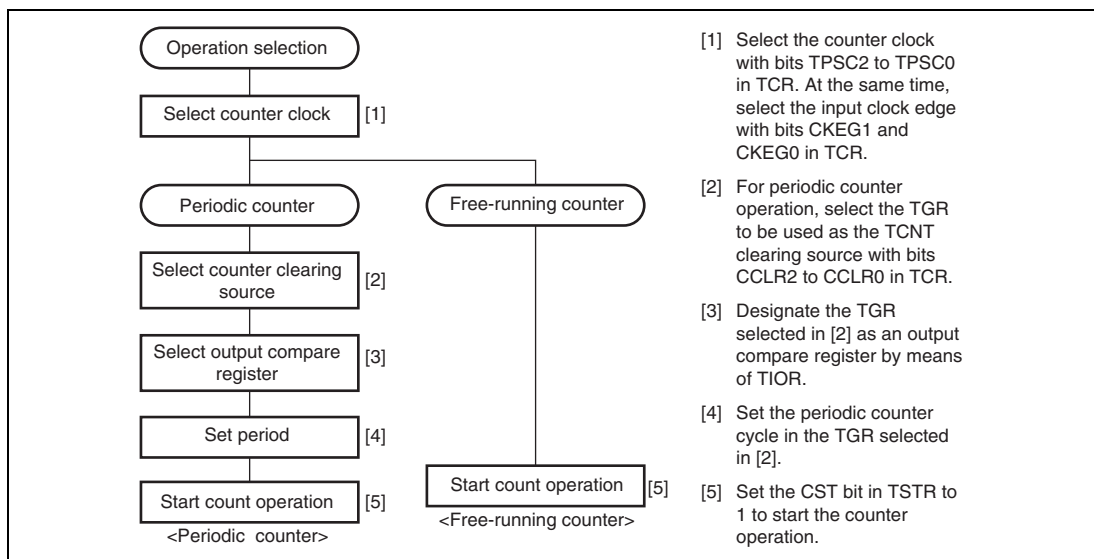 Operation selection
Select counter clock
[1]
Periodic counter
Free-running counter
Select counter clearing
source
[2]
Select output compare
register
[3]
Set period
[4]
Start count operation
[5]
<Periodic counter>
Start count operation
[5]
<Free-running counter>
[1] Select the counter clock
with bits TPSC2 to TPSC0
in TCR. At the same time,
select the input clock edge
with bits CKEG1 and
CKEG0 in TCR.
[2] For periodic counter
operation, select the TGR
to be used as the TCNT
clearing source with bits
CCLR2 to CCLR0 in TCR.
[3] Designate the TGR
selected in [2] as an output
compare register by means
of TIOR.
[4] Set the periodic counter
cycle in the TGR selected
in [2].
[5] Set the CST bit in TSTR to
1 to start the counter
operation.